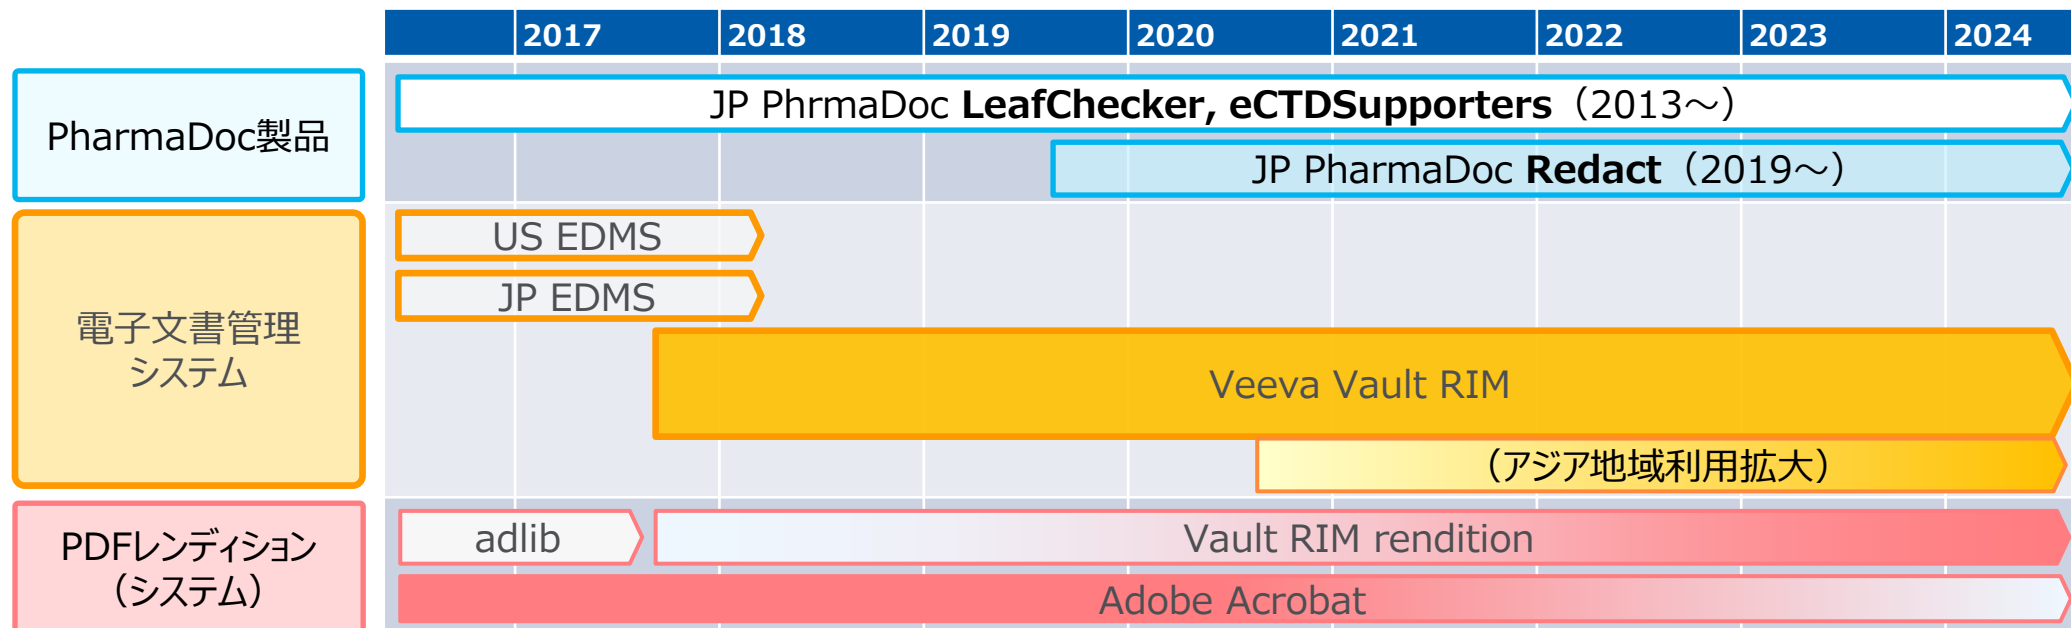 2017 2018 2019 2020 2021 2022 2023 2024
PharmaDoc製品
JP PhrmaDoc LeafChecker, eCTDSupporters（2013～）
JP PharmaDoc Redact（2019～）
電子文書管理
システム
US EDMS
JP EDMS
Veeva Vault RIM
（アジア地域利用拡大）
PDFレンディション
（システム）
adlib
Vault RIM rendition
Adobe Acrobat